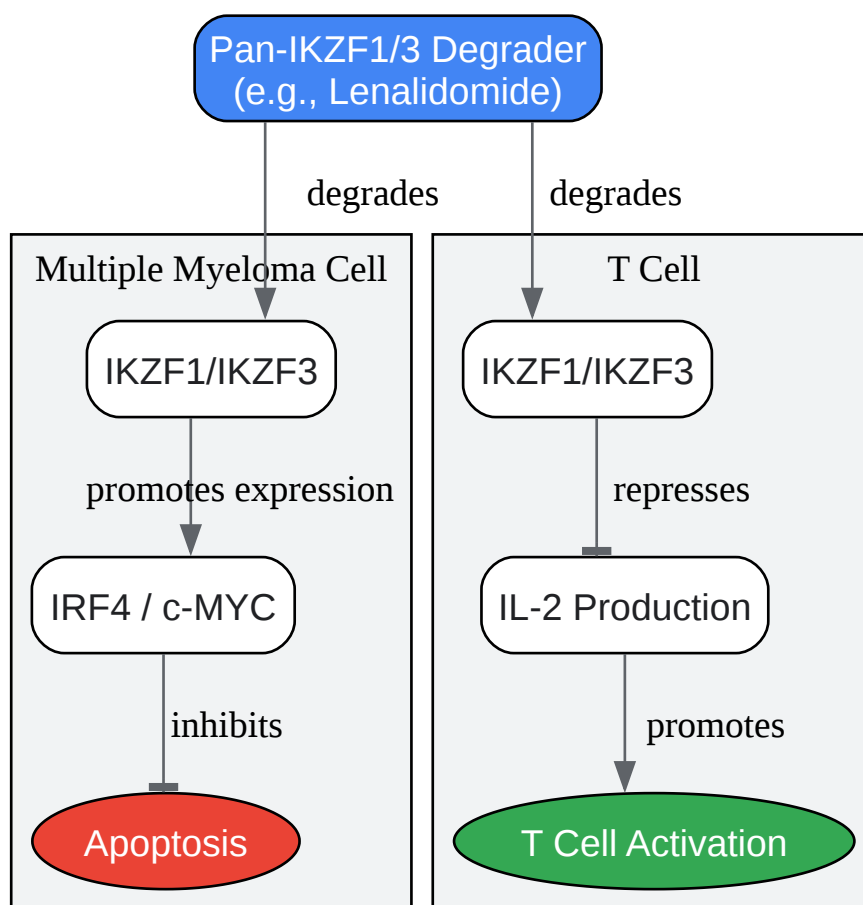 Pan-IKZF1/3 Degrader
(e.g., Lenalidomide)
degrades
degrades
Multiple Myeloma Cell
T Cell
IKZF1/IKZF3
IKZF1/IKZF3
promotes expression
represses
IRF4 / c-MYC
IL-2 Production
inhibits
promotes
Apoptosis
T Cell Activation